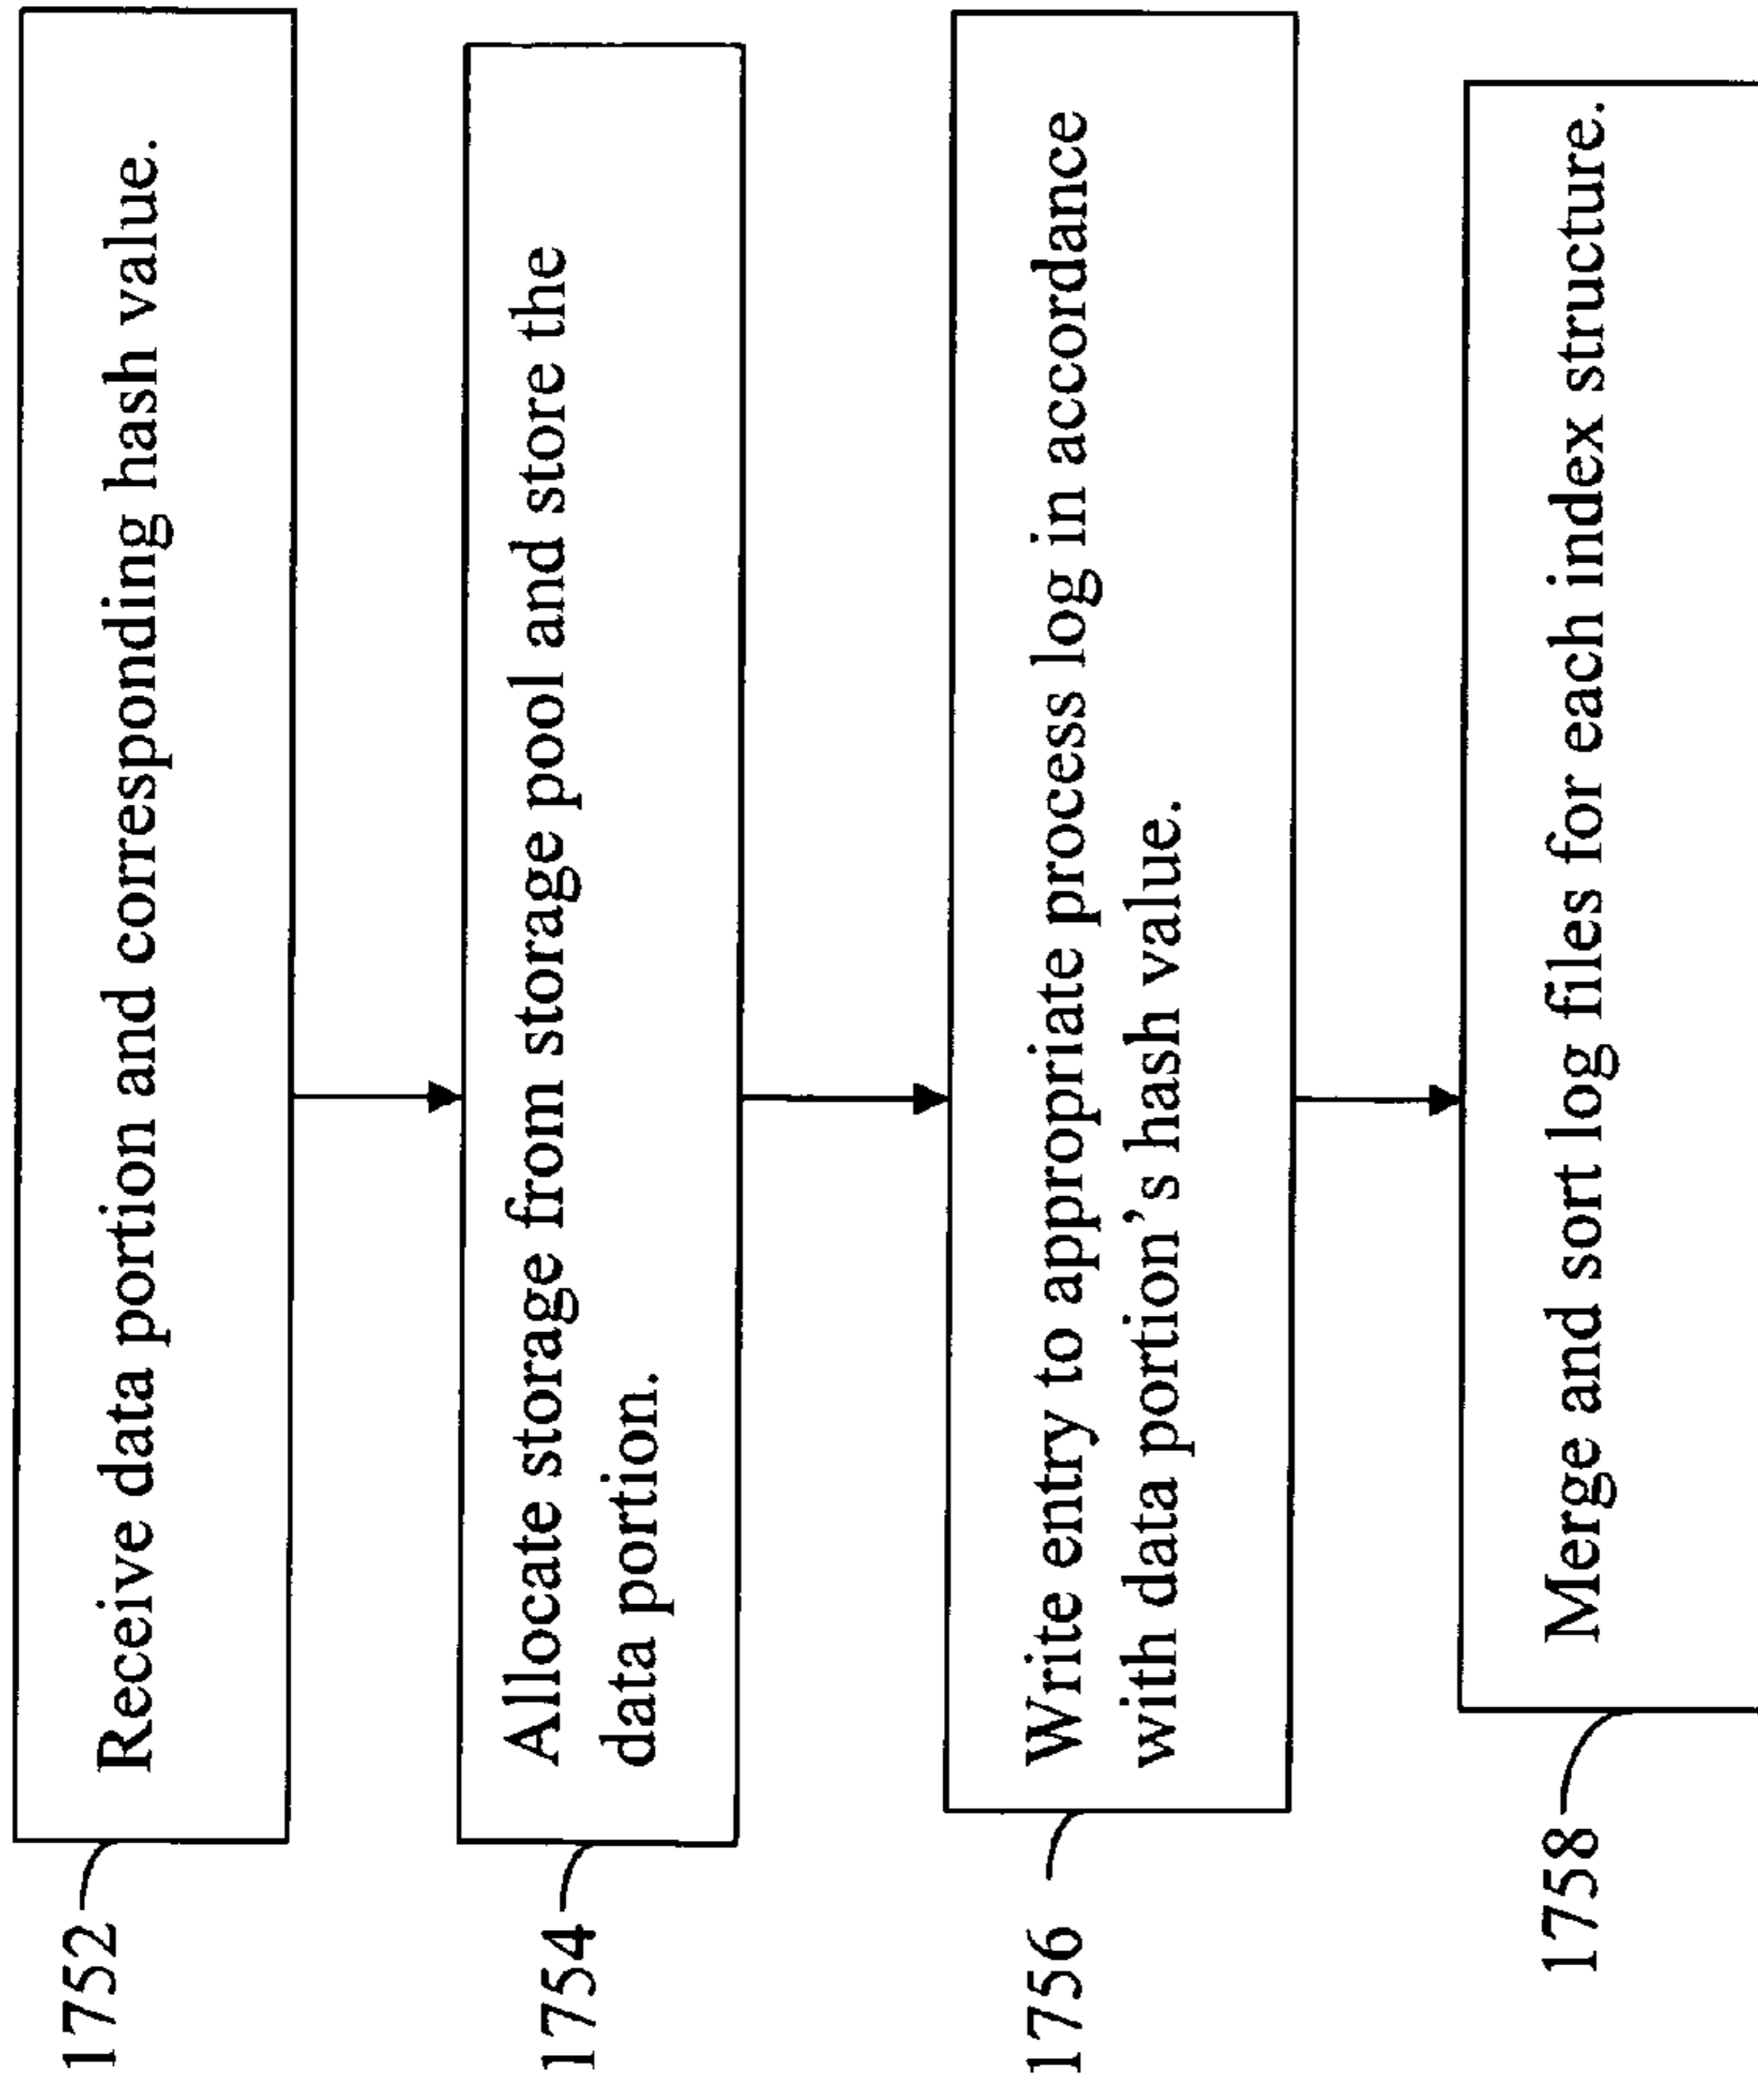 1752
Receive data portion and corresponding hash value.
1754
Allocate storage from storage pool and store the
data portion.
1756
Write entry to appropriate process log in accordance
with data portion's hash value.
1758
Merge and sort log files for each index structure.